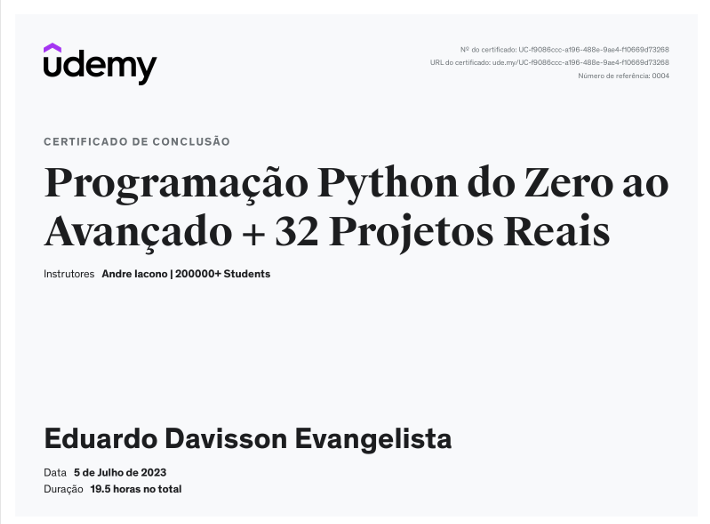 udemy
Nº do certificado: UC-f9086ccc-a196-488e-9ae4-f10669d73268
URL do certificado: ude.my/UC-f9086ccc-a196-488e-9ae4-f10669d73268
Número de referência: 0004
CERTIFICADO DE CONCLUSÃO
Programação Python do Zero ao
Avançado + 32 Projetos Reais
Instrutores Andre Iacono | 200000+ Students
Eduardo Davisson Evangelista
Data 5 de Julho de 2023
Duração 19.5 horas no total